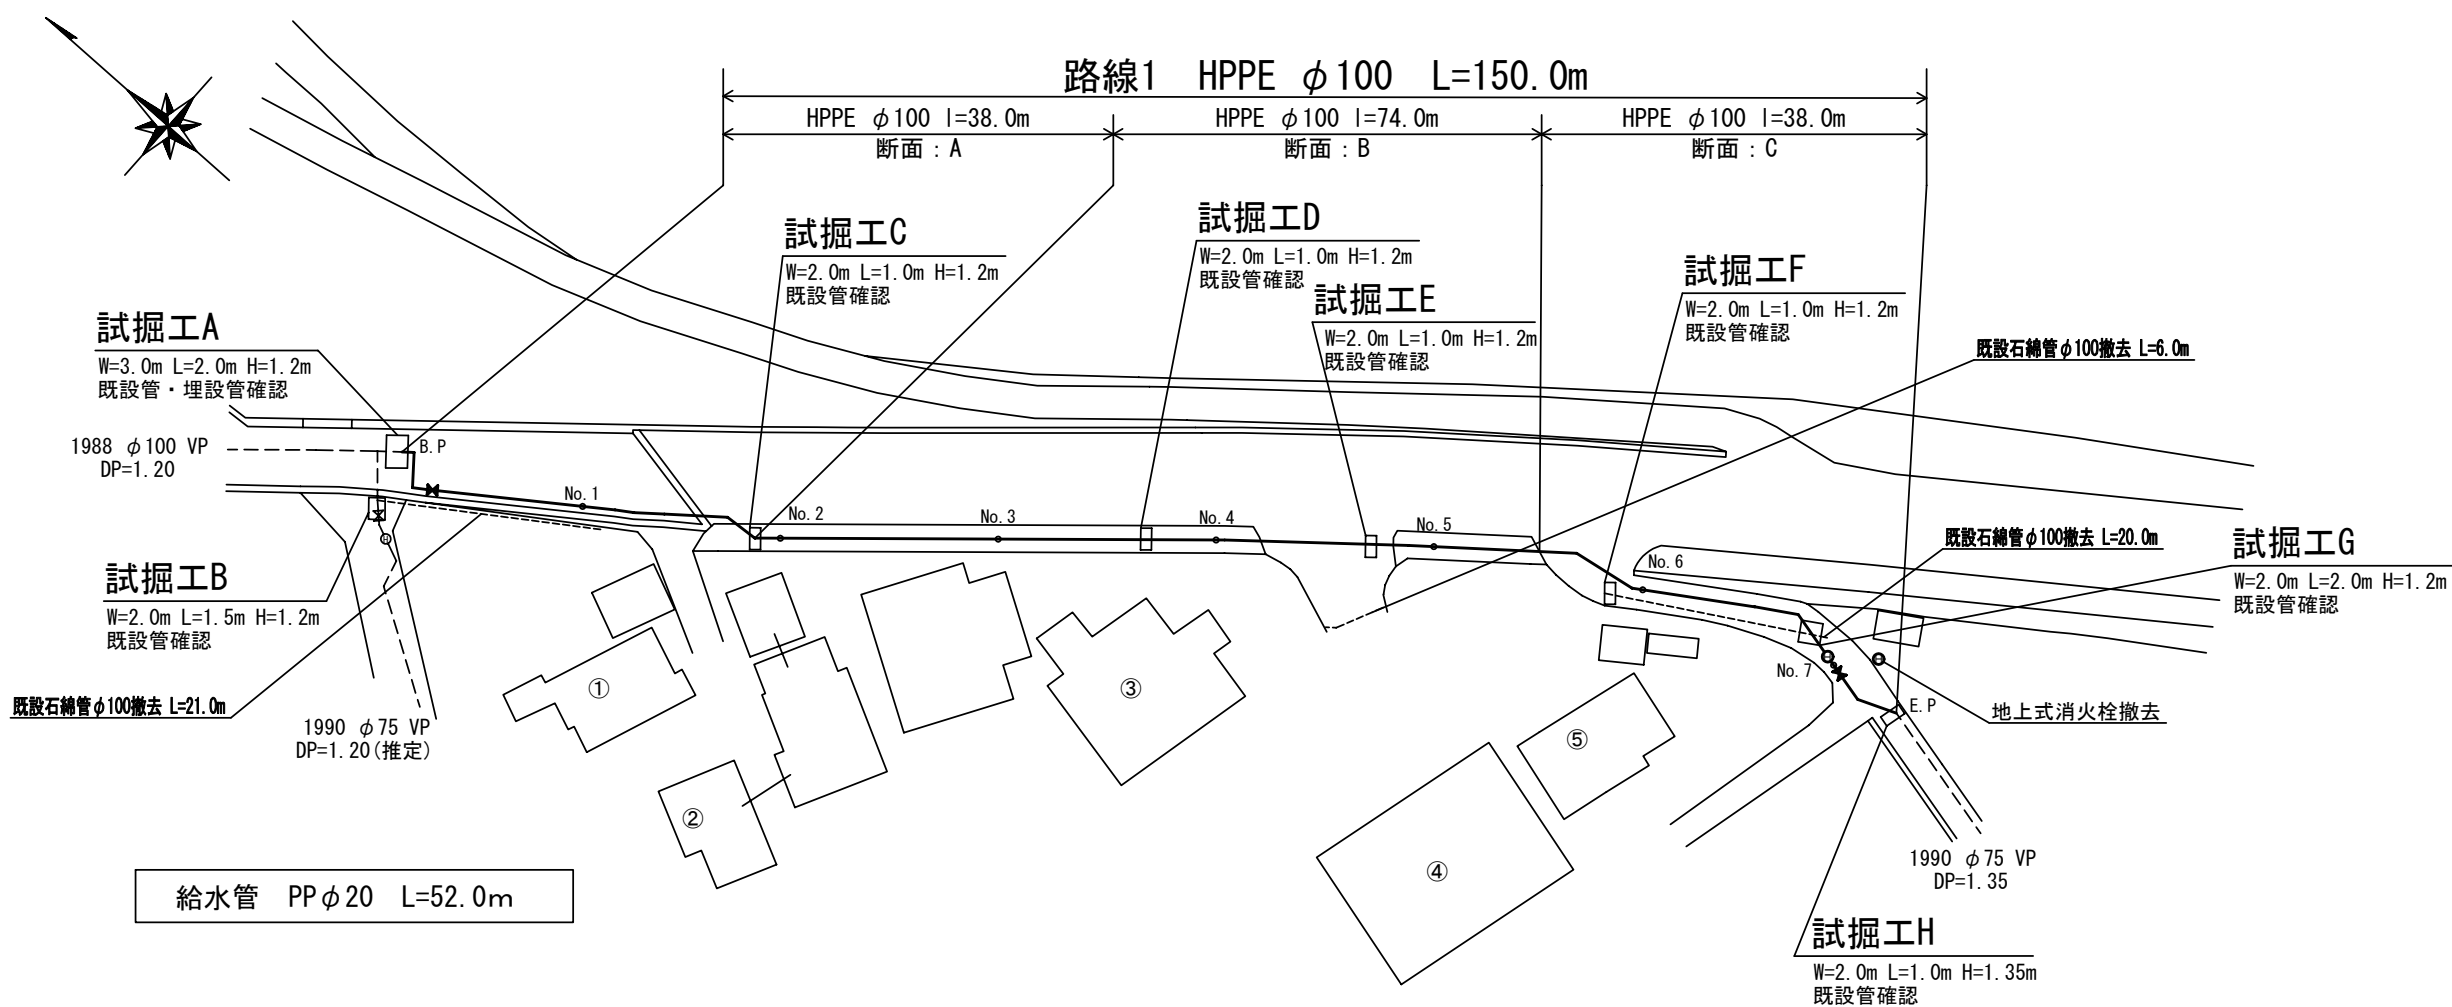 路線1 HPPE φ100 L=150.0m
HPPE φ100 l=38.0m
断面：A
HPPE φ100 l=74.0m
断面：B
HPPE φ100 l=38.0m
断面：C
試掘工C
W=2.0m L=1.0m H=1.2m
既設管確認
試掘工D
W=2.0m L=1.0m H=1.2m
既設管確認
試掘工E
W=2.0m L=1.0m H=1.2m
既設管確認
試掘工F
W=2.0m L=1.0m H=1.2m
既設管確認
試掘工A
W=3.0m L=2.0m H=1.2m
既設管・埋設管確認
既設石綿管φ100撤去 L=6.0m
1988 φ100 VP
DP=1.20
B.P
No.1
No.2
No.3
No.4
No.5
No.6
No.7
E.P
H
既設石綿管φ100撤去 L=20.0m
試掘工G
W=2.0m L=2.0m H=1.2m
既設管確認
試掘工B
W=2.0m L=1.5m H=1.2m
既設管確認
既設石綿管φ100撤去 L=21.0m
1990 φ75 VP
DP=1.20(推定)
①
②
③
④
⑤
地上式消火栓撤去
1990 φ75 VP
DP=1.35
給水管 PPφ20 L=52.0m
試掘工H
W=2.0m L=1.0m H=1.35m
既設管確認